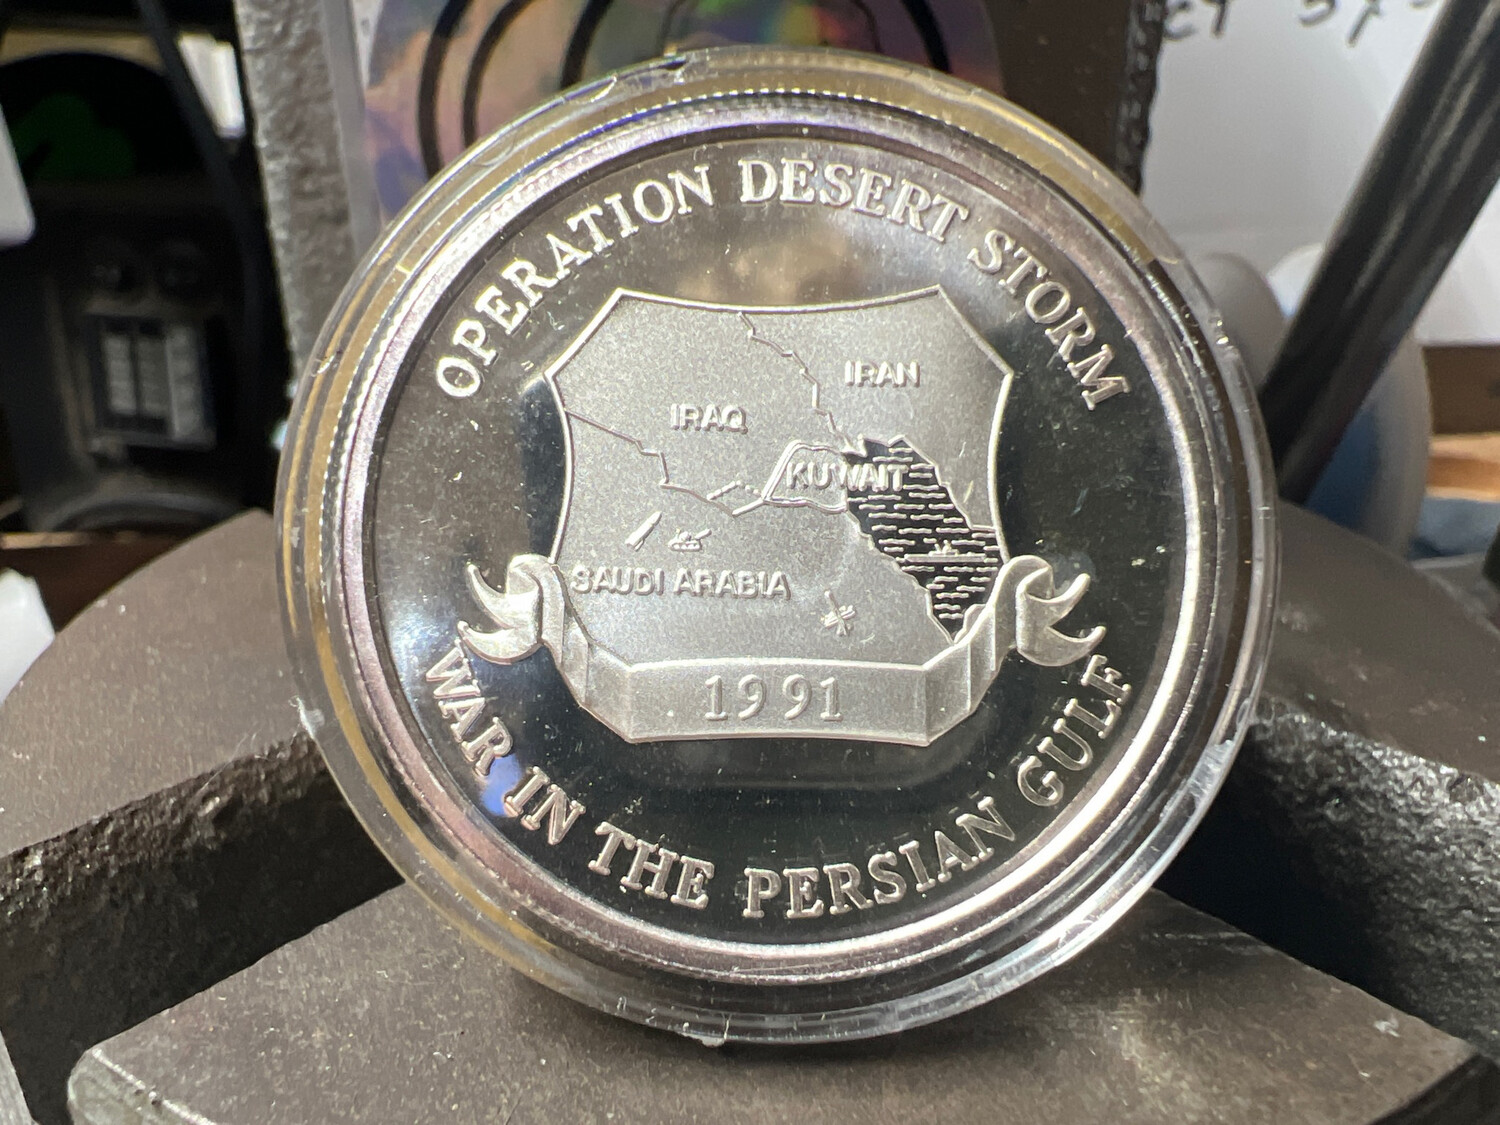 OPERATION DESERT STORM
IRAN
IRAQ
KUWAIT
SAUDI ARABIA
1991
WAR IN THE PERSIAN GULF